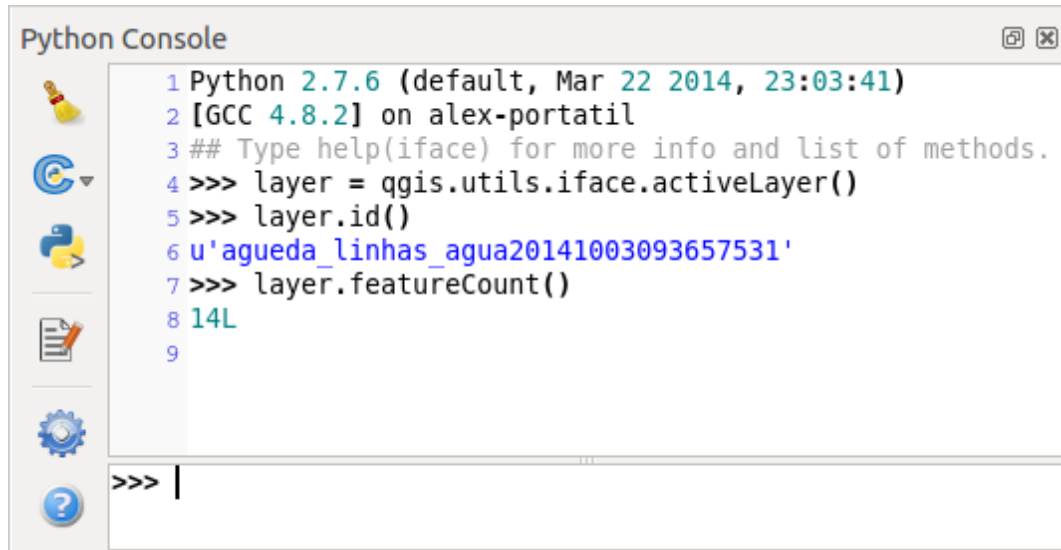 Python Console
1 Python 2.7.6 (default, Mar 22 2014, 23:03:41)
2 [GCC 4.8.2] on alex-portatil
3 ## Type help(iface) for more info and list of methods.
4 >>> layer = qgis.utils.iface.activeLayer()
5 >>> layer.id()
6 u'agueda_linhas_agua20141003093657531'
7 >>> layer.featureCount()
8 14L
9
>>>